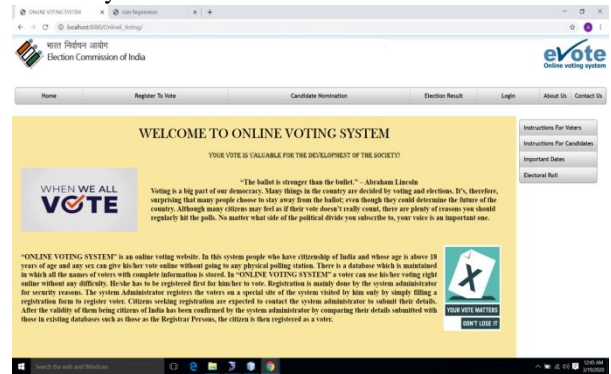 ONLINE VOTING SYSTEM
User Registration
localhost:8080/Online_Voting/
भारत निर्वाचन आयोग
Election Commission of India
eVote
Online voting system
Home
Register To Vote
Candidate Nomination
Election Result
Login
About Us
Contact Us
WELCOME TO ONLINE VOTING SYSTEM
YOUR VOTE IS VALUABLE FOR THE DEVELOPMENT OF THE SOCIETY!
WHEN WE ALL
VOTE
"The ballot is stronger than the bullet." ~ Abraham Lincoln
Voting is a big part of our democracy. Many things in the country are decided by voting and elections. It's, therefore,
surprising that many people choose to stay away from the ballot; even though they could determine the future of the
country. Although many citizens may feel as if their vote doesn't really count, there are plenty of reasons you should
regularly hit the polls. No matter what side of the political divide you subscribe to, your voice is an important one.
Instructions For Voters
Instructions For Candidates
Important Dates
Electoral Roll
"ONLINE VOTING SYSTEM" is an online voting website. In this system people who have citizenship of India and whose age is above 18
years of age and any sex can give his/her vote online without going to any physical polling station. There is a database which is maintained
in which all the names of voters with complete information is stored. In "ONLINE VOTING SYSTEM" a voter can use his/her voting right
online without any difficulty. He/she has to be registered first for him/her to vote. Registration is mainly done by the system administrator
for security reasons. The system Administrator registers the voters on a special site of the system visited by him only by simply filling a
registration form to register voter. Citizens seeking registration are expected to contact the system administrator to submit their details.
After the validity of them being citizens of India has been confirmed by the system administrator by comparing their details submitted with
those in existing databases such as those as the Registrar Persons, the citizen is then registered as a voter.
YOUR VOTE MATTERS
DON'T LOSE IT
Search the web and Windows
12:45 AM
3/19/2020